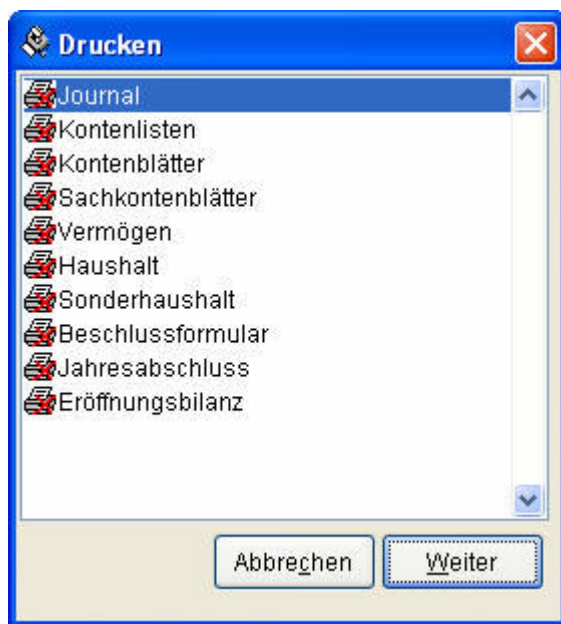 Drucken
Journal
Kontenlisten
Kontenblätter
Sachkontenblätter
Vermögen
Haushalt
Sonderhaushalt
Beschlussformular
Jahresabschluss
Eröffnungsbilanz
Abbrechen Weiter